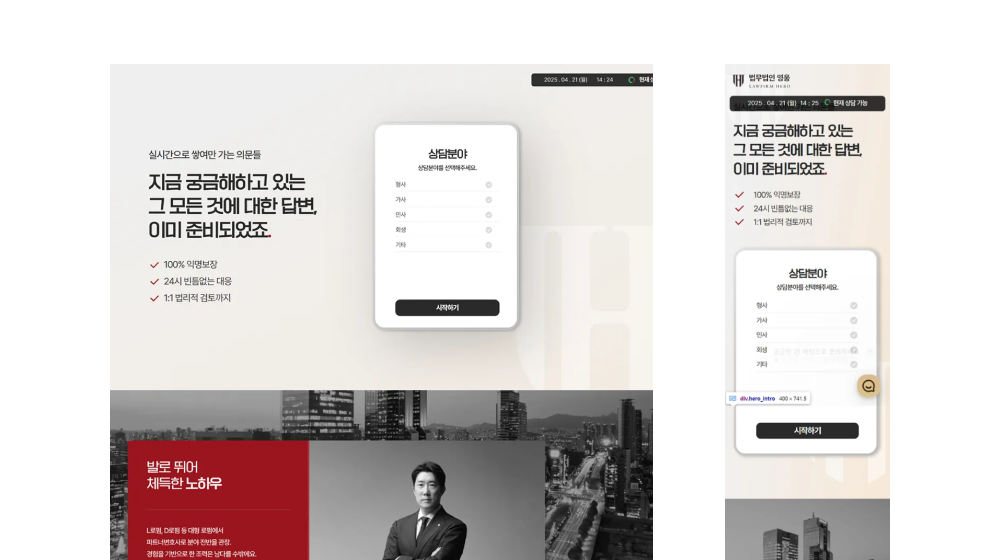 2025 . 04 . 21 (월) 14 : 24 현재
실시간으로 쌓여만 가는 의문들
지금 궁금해하고 있는
그 모든 것에 대한 답변,
이미 준비되었죠.
100% 익명보장
24시 빈틈없는 대응
1:1 법리적 검토까지
상담분야
상담분야를 선택해주세요.
형사
가사
민사
회생
기타
시작하기
발로 뛰어
체득한 노하우
L로펌, D로펌 등 대형 로펌에서
파트너변호사로 분야 전반을 관장.
경험을 기반으로 한 조력은 남다를 수밖에요.
법무법인 영웅
LAWFIRM HERO
2025 . 04 . 21 (월) 14 : 25 현재 상담 가능
지금 궁금해하고 있는
그 모든 것에 대한 답변,
이미 준비되었죠.
100% 익명보장
24시 빈틈없는 대응
1:1 법리적 검토까지
상담분야
상담분야를 선택해주세요.
형사
가사
민사
회생
기타
div.hero_intro 400 × 741.5
시작하기